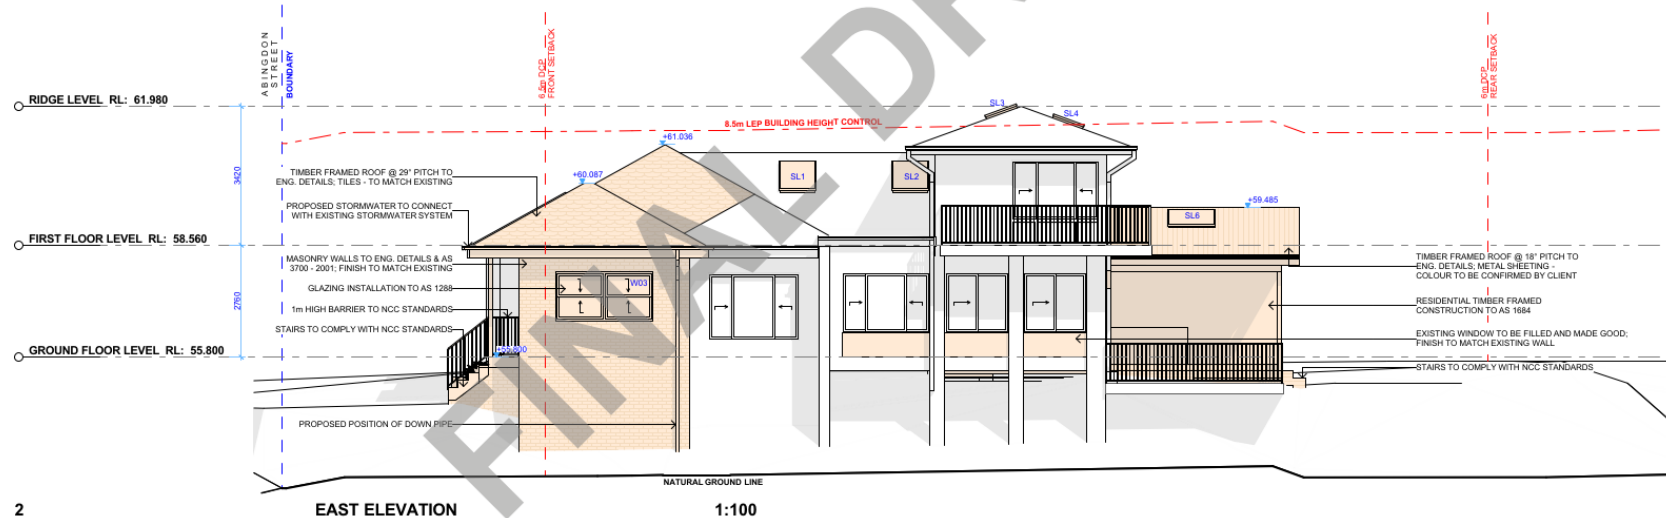 ABINGDON
STREET
BOUNDARY
6.5m DCP
FRONT SETBACK
6m DCP
REAR SETBACK
RIDGE LEVEL RL: 61.980
SL3
SL4
8.5m LEP BUILDING HEIGHT CONTROL
+61.036
3420
TIMBER FRAMED ROOF @ 29° PITCH TO
ENG. DETAILS; TILES - TO MATCH EXISTING
+60.087
SL1
SL2
PROPOSED STORMWATER TO CONNECT
WITH EXISTING STORMWATER SYSTEM
+59.485
SL6
FIRST FLOOR LEVEL RL: 58.560
MASONRY WALLS TO ENG. DETAILS & AS
3700 - 2001; FINISH TO MATCH EXISTING
TIMBER FRAMED ROOF @ 18° PITCH TO
ENG. DETAILS; METAL SHEETING -
COLOUR TO BE CONFIRMED BY CLIENT
GLAZING INSTALLATION TO AS 1288
W03
2760
1m HIGH BARRIER TO NCC STANDARDS
RESIDENTIAL TIMBER FRAMED
CONSTRUCTION TO AS 1684
STAIRS TO COMPLY WITH NCC STANDARDS
EXISTING WINDOW TO BE FILLED AND MADE GOOD;
FINISH TO MATCH EXISTING WALL
GROUND FLOOR LEVEL RL: 55.800
+55.800
STAIRS TO COMPLY WITH NCC STANDARDS
PROPOSED POSITION OF DOWN PIPE
NATURAL GROUND LINE
2
EAST ELEVATION
1:100
FINAL DR